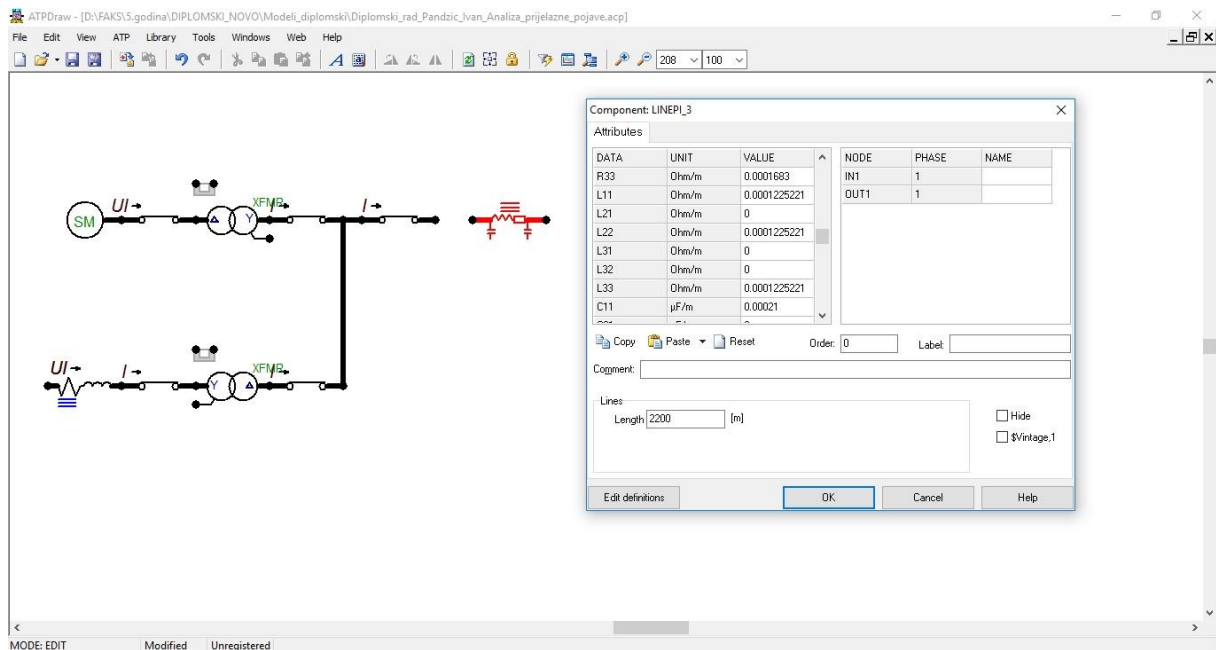 ATPDraw - [D:\FAKS\5.godina\DIPLOMSKI_NOVO\Modeli_diplomski\Diplomski_rad_Pandzic_Ivan_Analiza_prijelazne_pojave.acp]
File Edit View ATP Library Tools Windows Web Help
208 100
Component: LINEPI_3
Attributes
DATA UNIT VALUE NODE PHASE NAME
R33 Ohm/m 0.0001683 IN1 1
L11 Ohm/m 0.0001225221 OUT1 1
L21 Ohm/m 0
L22 Ohm/m 0.0001225221
L31 Ohm/m 0
L32 Ohm/m 0
L33 Ohm/m 0.0001225221
C11 µF/m 0.00021
Copy Paste Reset Order: 0 Label:
Comment:
Lines
Length 2200 [m]
Hide
$Vintage,1
Edit definitions OK Cancel Help
SM UI XFMR I I
Y
UI I XFMR I
Y
MODE: EDIT Modified Unregistered